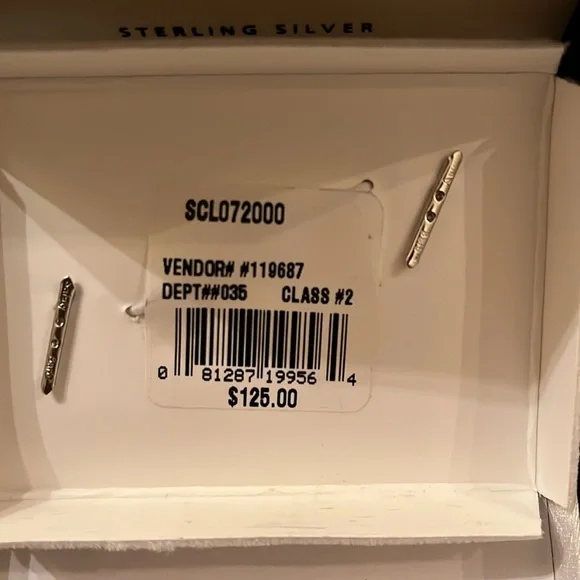 STERLING SILVER
SCL072000
VENDOR# #119687
DEPT##035 CLASS #2
0 81287 19956 4
$125.00